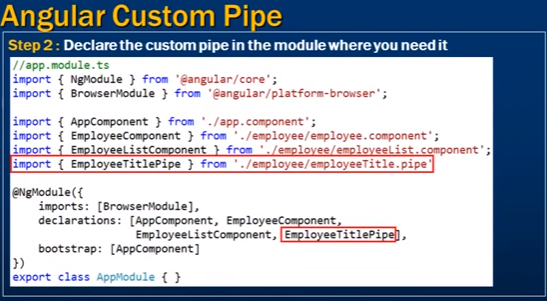 Angular Custom Pipe
Step 2 : Declare the custom pipe in the module where you need it
//app.module.ts
import { NgModule } from '@angular/core';
import { BrowserModule } from '@angular/platform-browser';
import { AppComponent } from './app.component';
import { EmployeeComponent } from './employee/employee.component';
import { EmployeeListComponent } from './employee/employeeList.component';
import { EmployeeTitlePipe } from './employee/employeeTitle.pipe'
@NgModule({
    imports: [BrowserModule],
    declarations: [AppComponent, EmployeeComponent,
                   EmployeeListComponent, EmployeeTitlePipe],
    bootstrap: [AppComponent]
})
export class AppModule { }